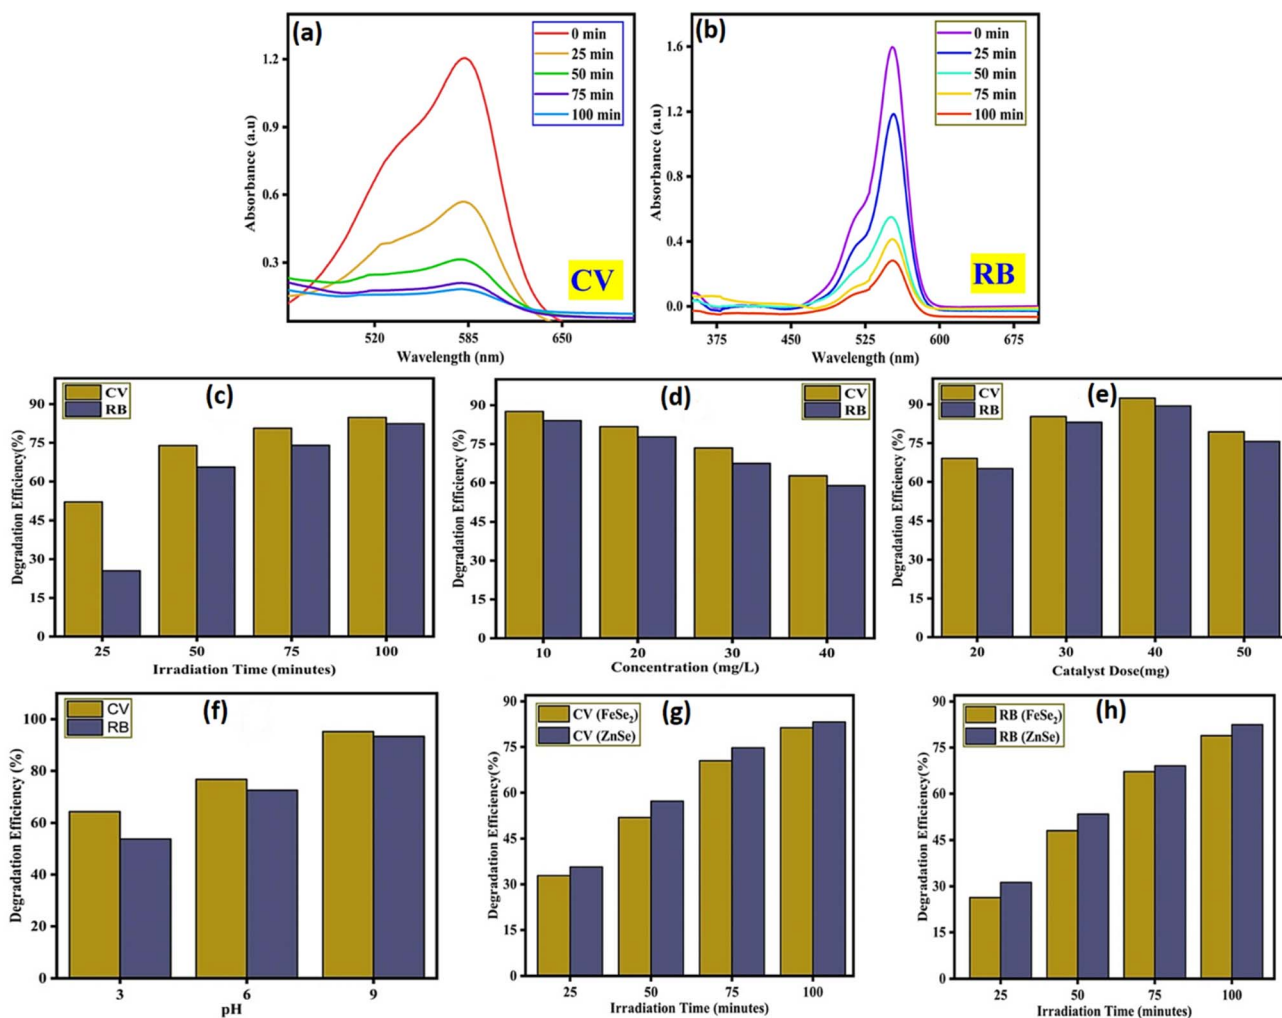 (a)
0 min
25 min
50 min
75 min
100 min
1.2
0.9
0.6
0.3
Absorbance (a.u)
CV
520
585
650
Wavelength (nm)
(b)
0 min
25 min
50 min
75 min
100 min
1.6
1.2
0.8
0.4
0.0
Absorbance (a.u)
RB
375
450
525
600
675
Wavelength (nm)
(c)
CV
RB
90
75
60
45
30
15
0
Degradation Efficiency(%)
25
50
75
100
Irradiation Time (minutes)
(d)
CV
RB
90
75
60
45
30
15
0
Degradation Efficiency (%)
10
20
30
40
Concentration (mg/L)
(e)
CV
RB
90
75
60
45
30
15
0
Degradation Efficiency (%)
20
30
40
50
Catalyst Dose(mg)
(f)
CV
RB
100
80
60
40
20
0
Degradation Efficiency (%)
3
6
9
pH
(g)
CV (FeSe₂)
CV (ZnSe)
90
75
60
45
30
15
0
Degradation Efficiency(%)
25
50
75
100
Irradiation Time (minutes)
(h)
RB (FeSe₂)
RB (ZnSe)
90
75
60
45
30
15
0
Degradation Efficiency(%)
25
50
75
100
Irradiation Time (minutes)